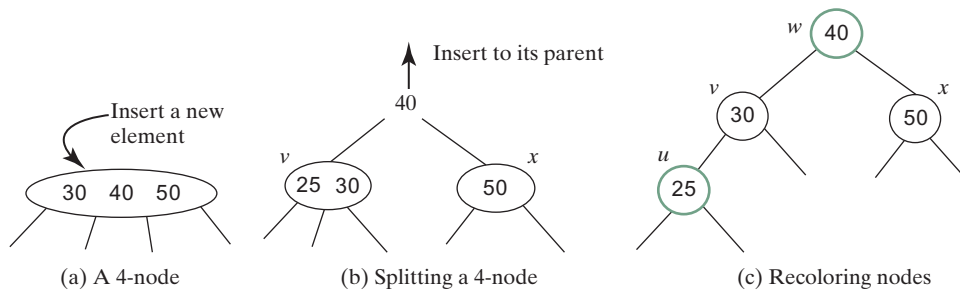 Insert a new
element
30 40 50
(a) A 4-node
Insert to its parent
40
v
x
25 30
50
(b) Splitting a 4-node
w
40
v
x
30
50
u
25
(c) Recoloring nodes